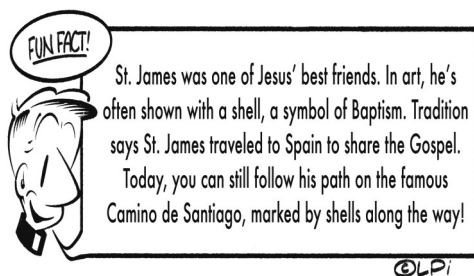 FUN FACT!
St. James was one of Jesus' best friends. In art, he's
often shown with a shell, a symbol of Baptism. Tradition
says St. James traveled to Spain to share the Gospel.
Today, you can still follow his path on the famous
Camino de Santiago, marked by shells along the way!
©LPi